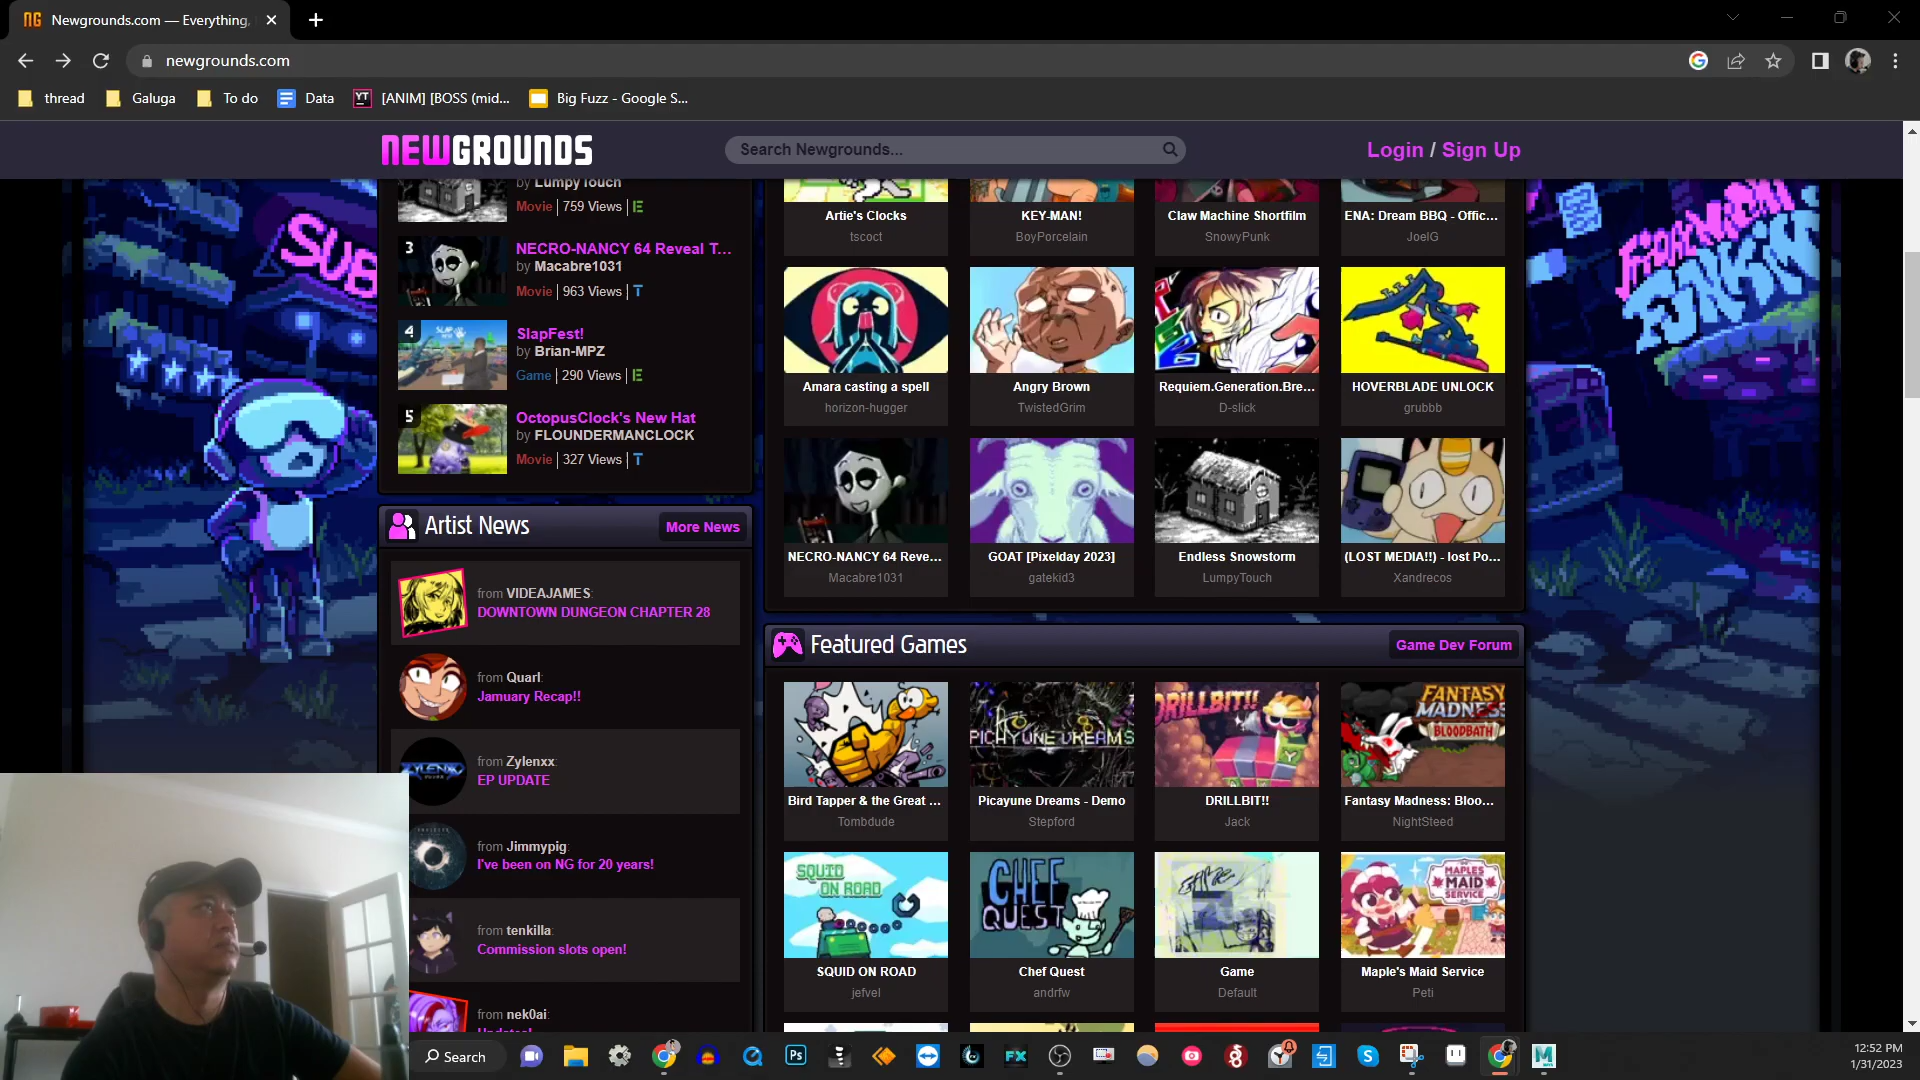 Newgrounds.com — Everything,
newgrounds.com
thread
Galuga
To do
Data
[ANIM] [BOSS (mid...
Big Fuzz - Google S...
NEWGROUNDS
Search Newgrounds...
Login / Sign Up
by LumpyTouch
Movie | 759 Views | E
3
NECRO-NANCY 64 Reveal T...
by Macabre1031
Movie | 963 Views | T
4
SlapFest!
by Brian-MPZ
Game | 290 Views | E
5
OctopusClock's New Hat
by FLOUNDERMANCLOCK
Movie | 327 Views | T
Artist News
More News
from VIDEAJAMES:
DOWNTOWN DUNGEON CHAPTER 28
from Quarl:
Jamuary Recap!!
from Zylenxx:
EP UPDATE
from Jimmypig:
I've been on NG for 20 years!
from tenkilla:
Commission slots open!
from nek0ai:
Artie's Clocks
tscoct
KEY-MAN!
BoyPorcelain
Claw Machine Shortfilm
SnowyPunk
ENA: Dream BBQ - Offic...
JoelG
Amara casting a spell
horizon-hugger
Angry Brown
TwistedGrim
Requiem.Generation.Bre...
D-slick
HOVERBLADE UNLOCK
grubbb
NECRO-NANCY 64 Reve...
Macabre1031
GOAT [Pixelday 2023]
gatekid3
Endless Snowstorm
LumpyTouch
(LOST MEDIA!!) - lost Po...
Xandrecos
Featured Games
Game Dev Forum
PICAYUNE DREAMS
DRILLBIT!!
FANTASY
MADNESS
BLOODBATH
Bird Tapper & the Great ...
Tombdude
Picayune Dreams - Demo
Stepford
DRILLBIT!!
Jack
Fantasy Madness: Bloo...
NightSteed
SQUID
ON ROAD
CHEF
QUEST
MAPLES
MAID
SERVICE
SQUID ON ROAD
jefvel
Chef Quest
andrfw
Game
Default
Maple's Maid Service
Peti
Search
12:52 PM
1/31/2023